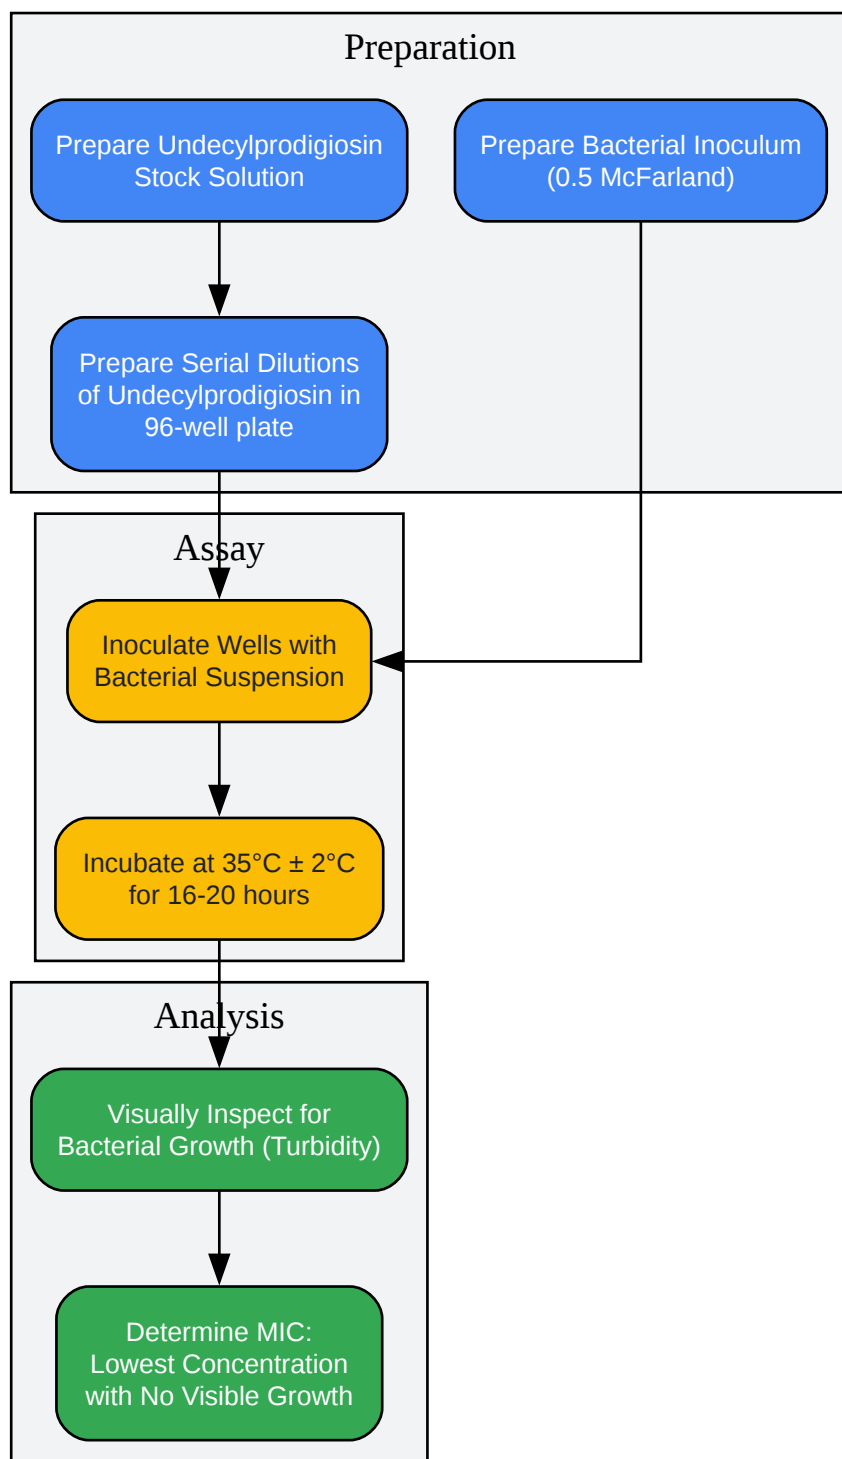 Preparation
Prepare Undecylprodigiosin
Stock Solution
Prepare Bacterial Inoculum
(0.5 McFarland)
Prepare Serial Dilutions
of Undecylprodigiosin in
96-well plate
Assay
Inoculate Wells with
Bacterial Suspension
Incubate at 35°C ± 2°C
for 16-20 hours
Analysis
Visually Inspect for
Bacterial Growth (Turbidity)
Determine MIC:
Lowest Concentration
with No Visible Growth